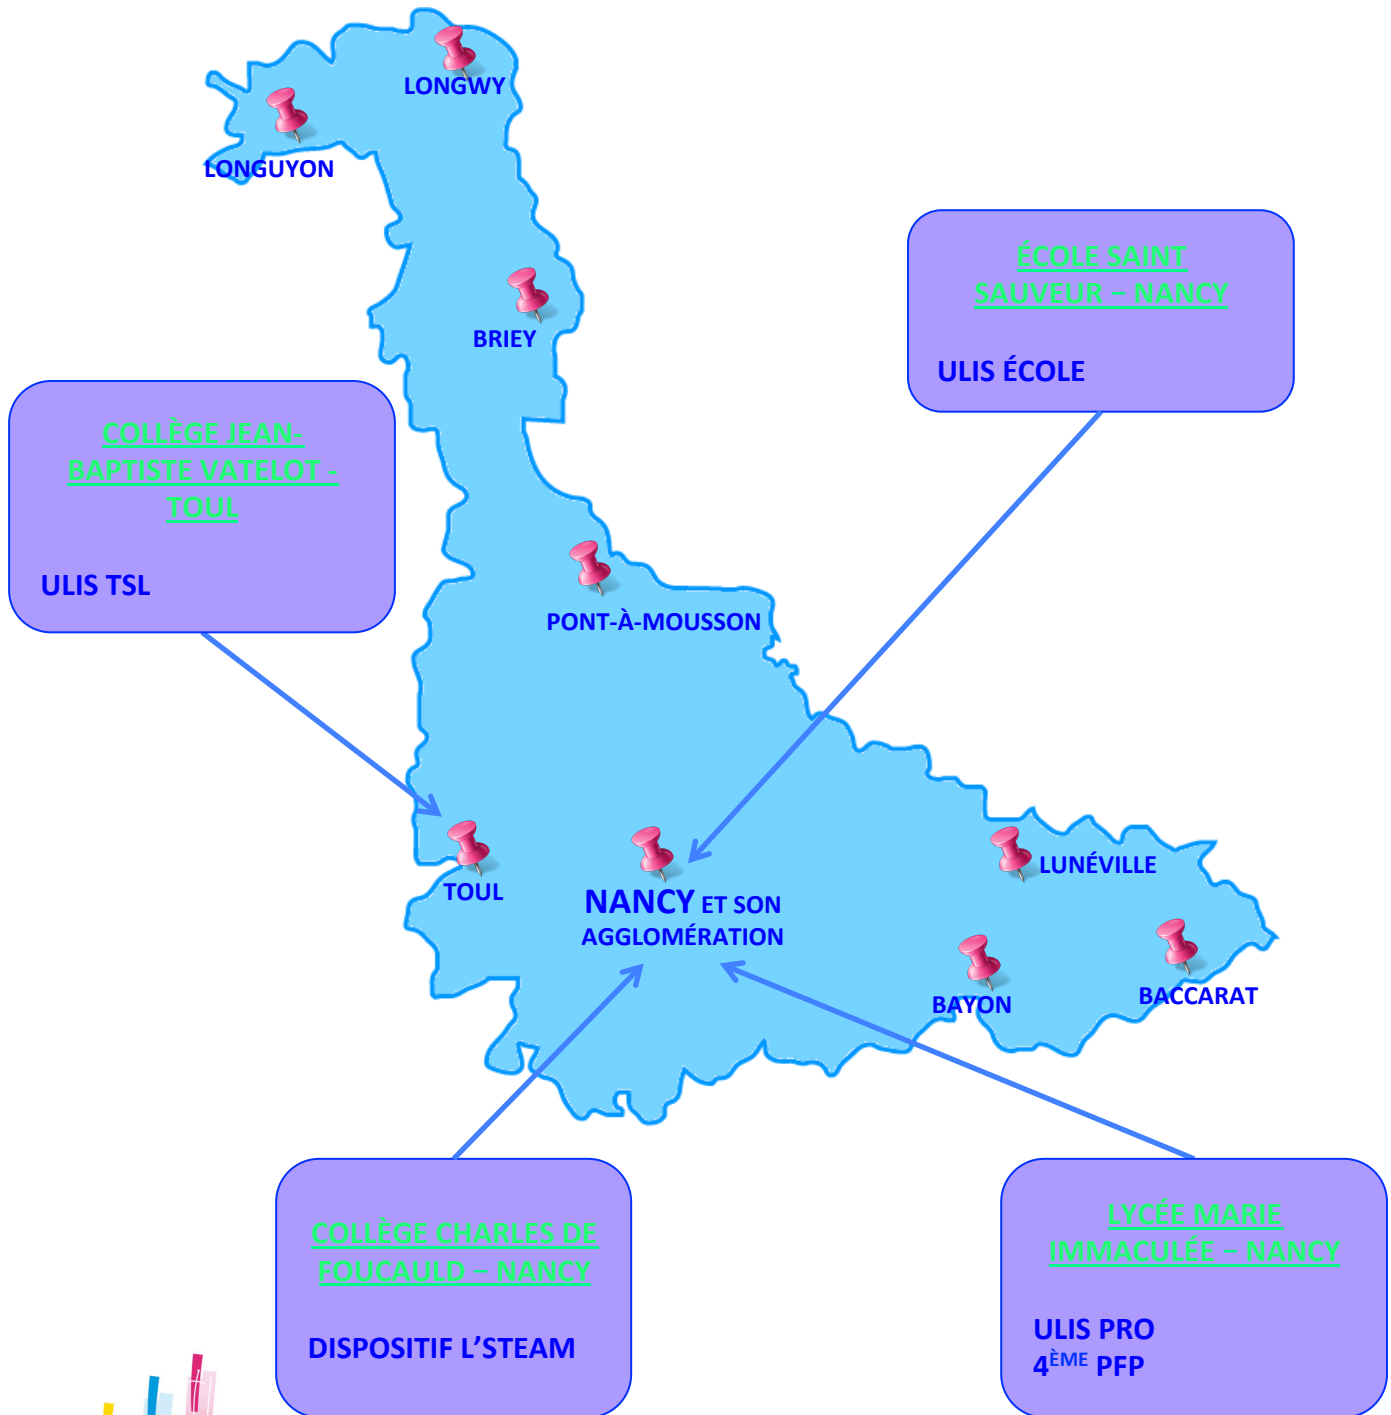 LONGWY
LONGUYON
BRIEY
ÉCOLE SAINT
SAUVEUR – NANCY
ULIS ÉCOLE
COLLÈGE JEAN-
BAPTISTE VATELOT -
TOUL
ULIS TSL
PONT-À-MOUSSON
TOUL
NANCY ET SON
AGGLOMÉRATION
LUNÉVILLE
BAYON
BACCARAT
COLLÈGE CHARLES DE
FOUCAULD – NANCY
DISPOSITIF L’STEAM
LYCÉE MARIE
IMMACULÉE – NANCY
ULIS PRO
4ÈME PFP